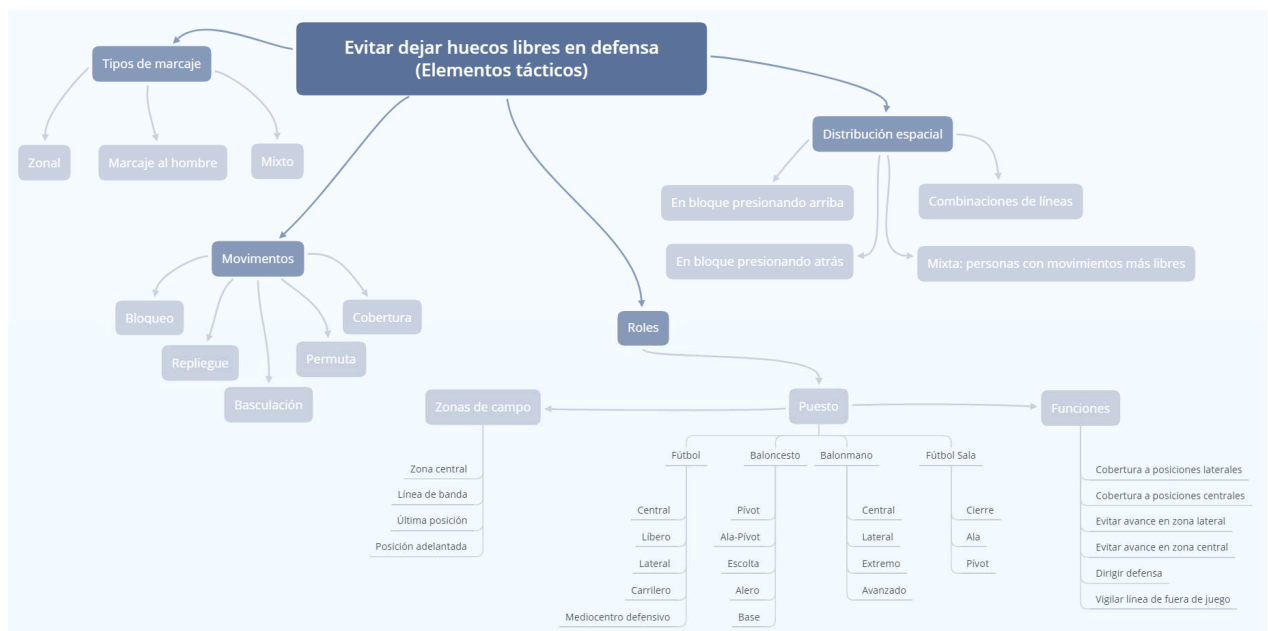 Evitar dejar huecos libres en defensa
(Elementos tácticos)
Tipos de marcaje
Zonal
Marcaje al hombre
Mixto
Distribución espacial
En bloque presionando arriba
Combinaciones de líneas
En bloque presionando atrás
Mixta: personas con movimientos más libres
Movimentos
Bloqueo
Cobertura
Repliegue
Permuta
Basculación
Roles
Zonas de campo
Puesto
Funciones
Zona central
Línea de banda
Última posición
Posición adelantada
Fútbol
Central
Líbero
Lateral
Carrilero
Mediocentro defensivo
Baloncesto
Pívot
Ala-Pívot
Escolta
Alero
Base
Balonmano
Central
Lateral
Extremo
Avanzado
Fútbol Sala
Cierre
Ala
Pívot
Cobertura a posiciones laterales
Cobertura a posiciones centrales
Evitar avance en zona lateral
Evitar avance en zona central
Dirigir defensa
Vigilar línea de fuera de juego